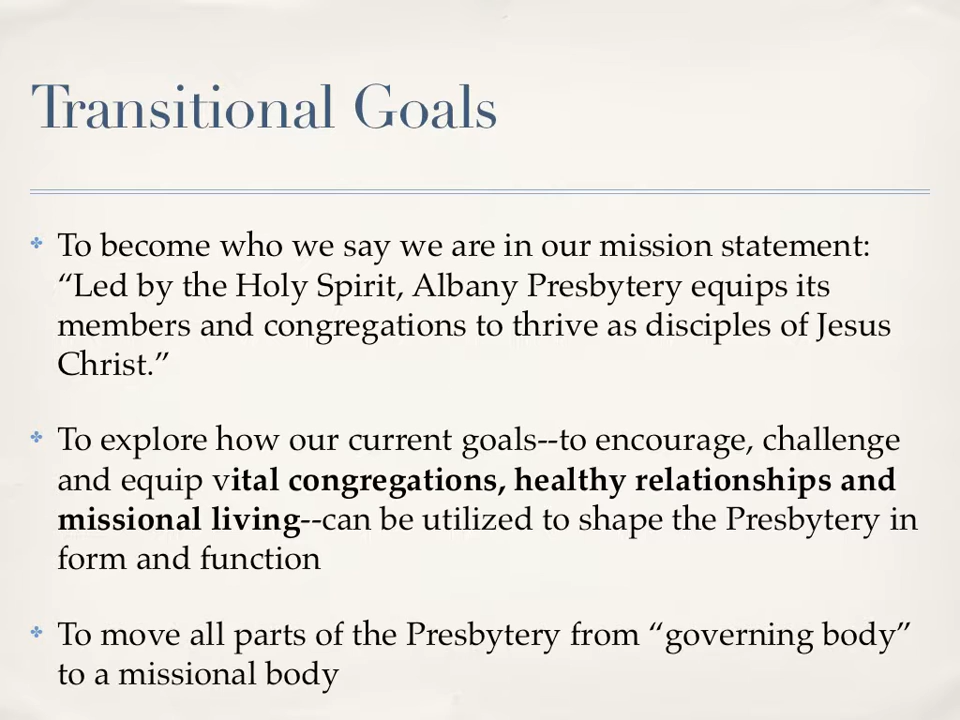 Transitional Goals
To become who we say we are in our mission statement:
“Led by the Holy Spirit, Albany Presbytery equips its
members and congregations to thrive as disciples of Jesus
Christ.”
To explore how our current goals--to encourage, challenge
and equip vital congregations, healthy relationships and
missional living--can be utilized to shape the Presbytery in
form and function
To move all parts of the Presbytery from “governing body”
to a missional body